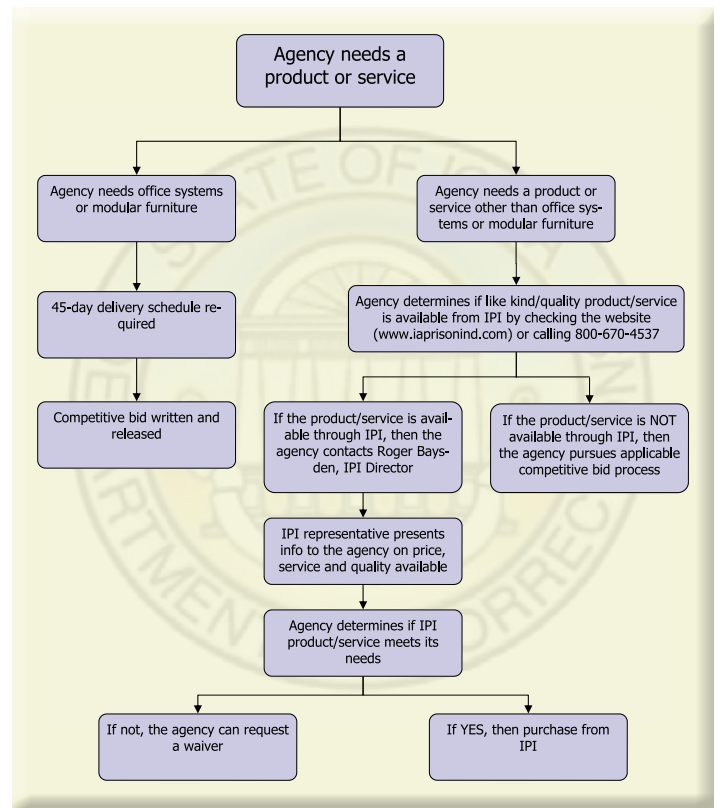 Agency needs a
product or service
Agency needs office systems
or modular furniture
Agency needs a product or
service other than office sys-
tems or modular furniture
45-day delivery schedule re-
quired
Agency determines if like kind/quality product/service
is available from IPI by checking the website
(www.iaprisonind.com) or calling 800-670-4537
Competitive bid written and
released
If the product/service is avail-
able through IPI, then the
agency contacts Roger Bays-
den, IPI Director
If the product/service is NOT
available through IPI, then
the agency pursues applicable
competitive bid process
IPI representative presents
info to the agency on price,
service and quality available
Agency determines if IPI
product/service meets its
needs
If not, the agency can request
a waiver
If YES, then purchase from
IPI